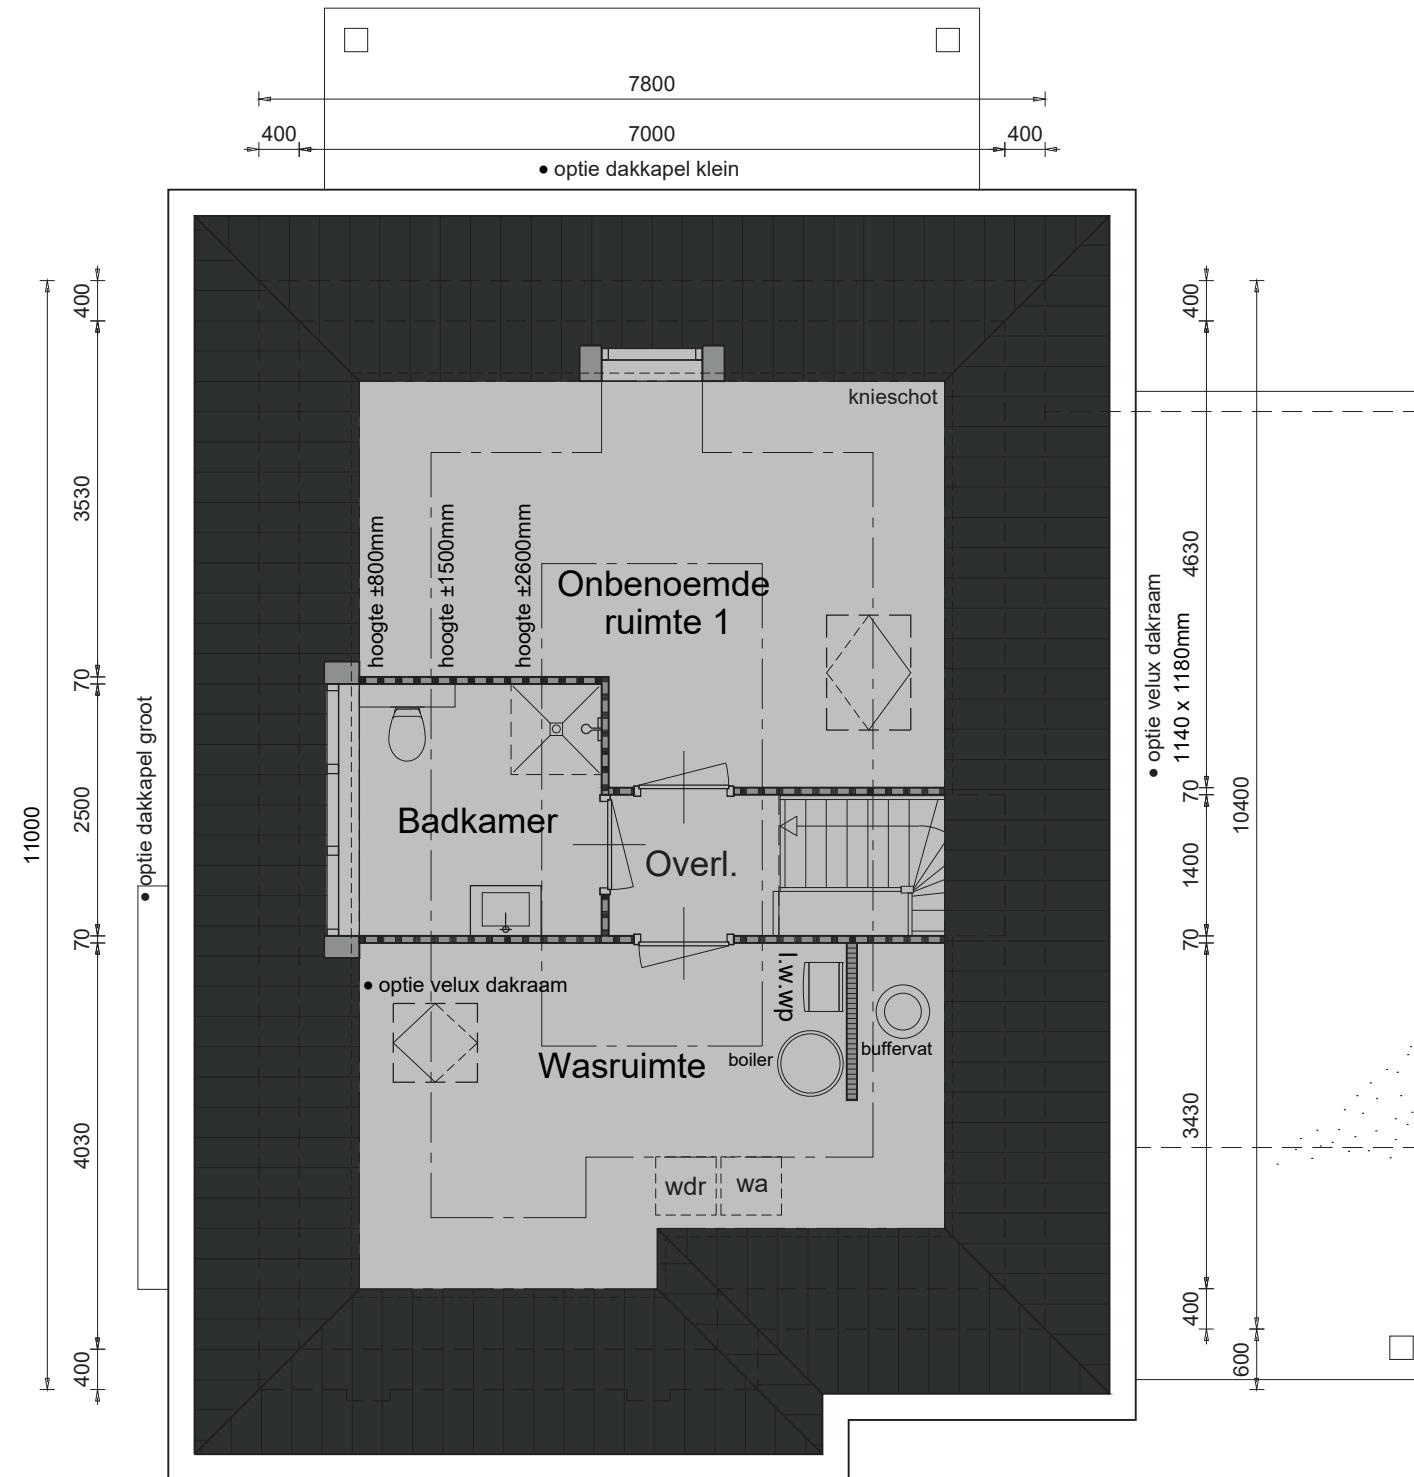 7800
400
7000
400
• optie dakkapel klein
400
3530
70
2500
70
4030
400
11000
• optie dakkapel groot
knieschot
hoogte ±800mm
hoogte ±1500mm
hoogte ±2600mm
Onbenoemde
ruimte 1
Badkamer
Overl.
• optie velux dakraam
l.w.wp
Wasruimte
boiler
buffervat
wdr
wa
400
4630
• optie velux dakraam
1140 x 1180mm
70
1400
70
3430
400
10400
600